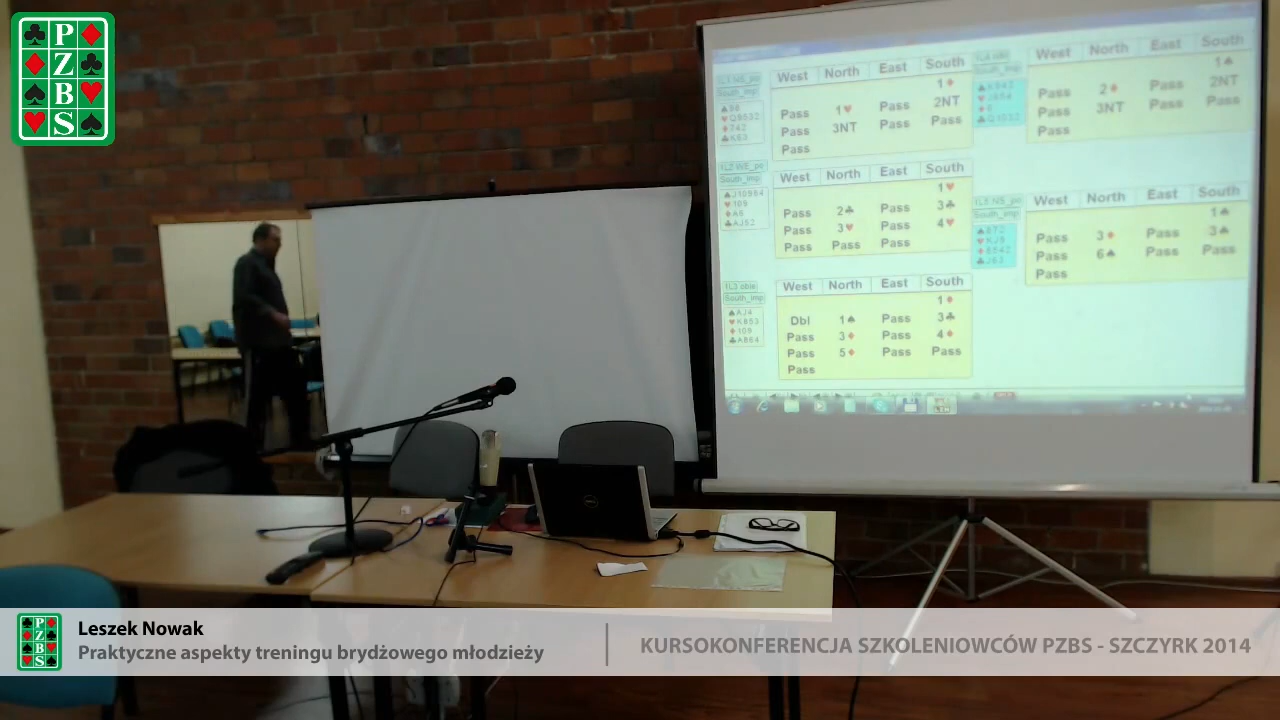 P
Z
B
S
West North East South
1♦
Pass 1♥ Pass 2NT
Pass 3NT Pass Pass
Pass
West North East South
1♥
Pass 2♣ Pass 3♣
Pass 3♥ Pass 4♥
Pass Pass Pass
West North East South
1♦
Dbl 1♠ Pass 3♣
Pass 3♦ Pass 4♦
Pass 5♦ Pass Pass
Pass
West North East South
1♠
Pass 2♦ Pass 2NT
Pass 3NT Pass Pass
Pass
West North East South
1♠
Pass 3♦ Pass 3♠
Pass 6♠ Pass Pass
Pass
P
Z
B
S
Leszek Nowak
Praktyczne aspekty treningu brydżowego młodzieży
KURSOKONFERENCJA SZKOLENIOWCÓW PZBS - SZCZYRK 2014